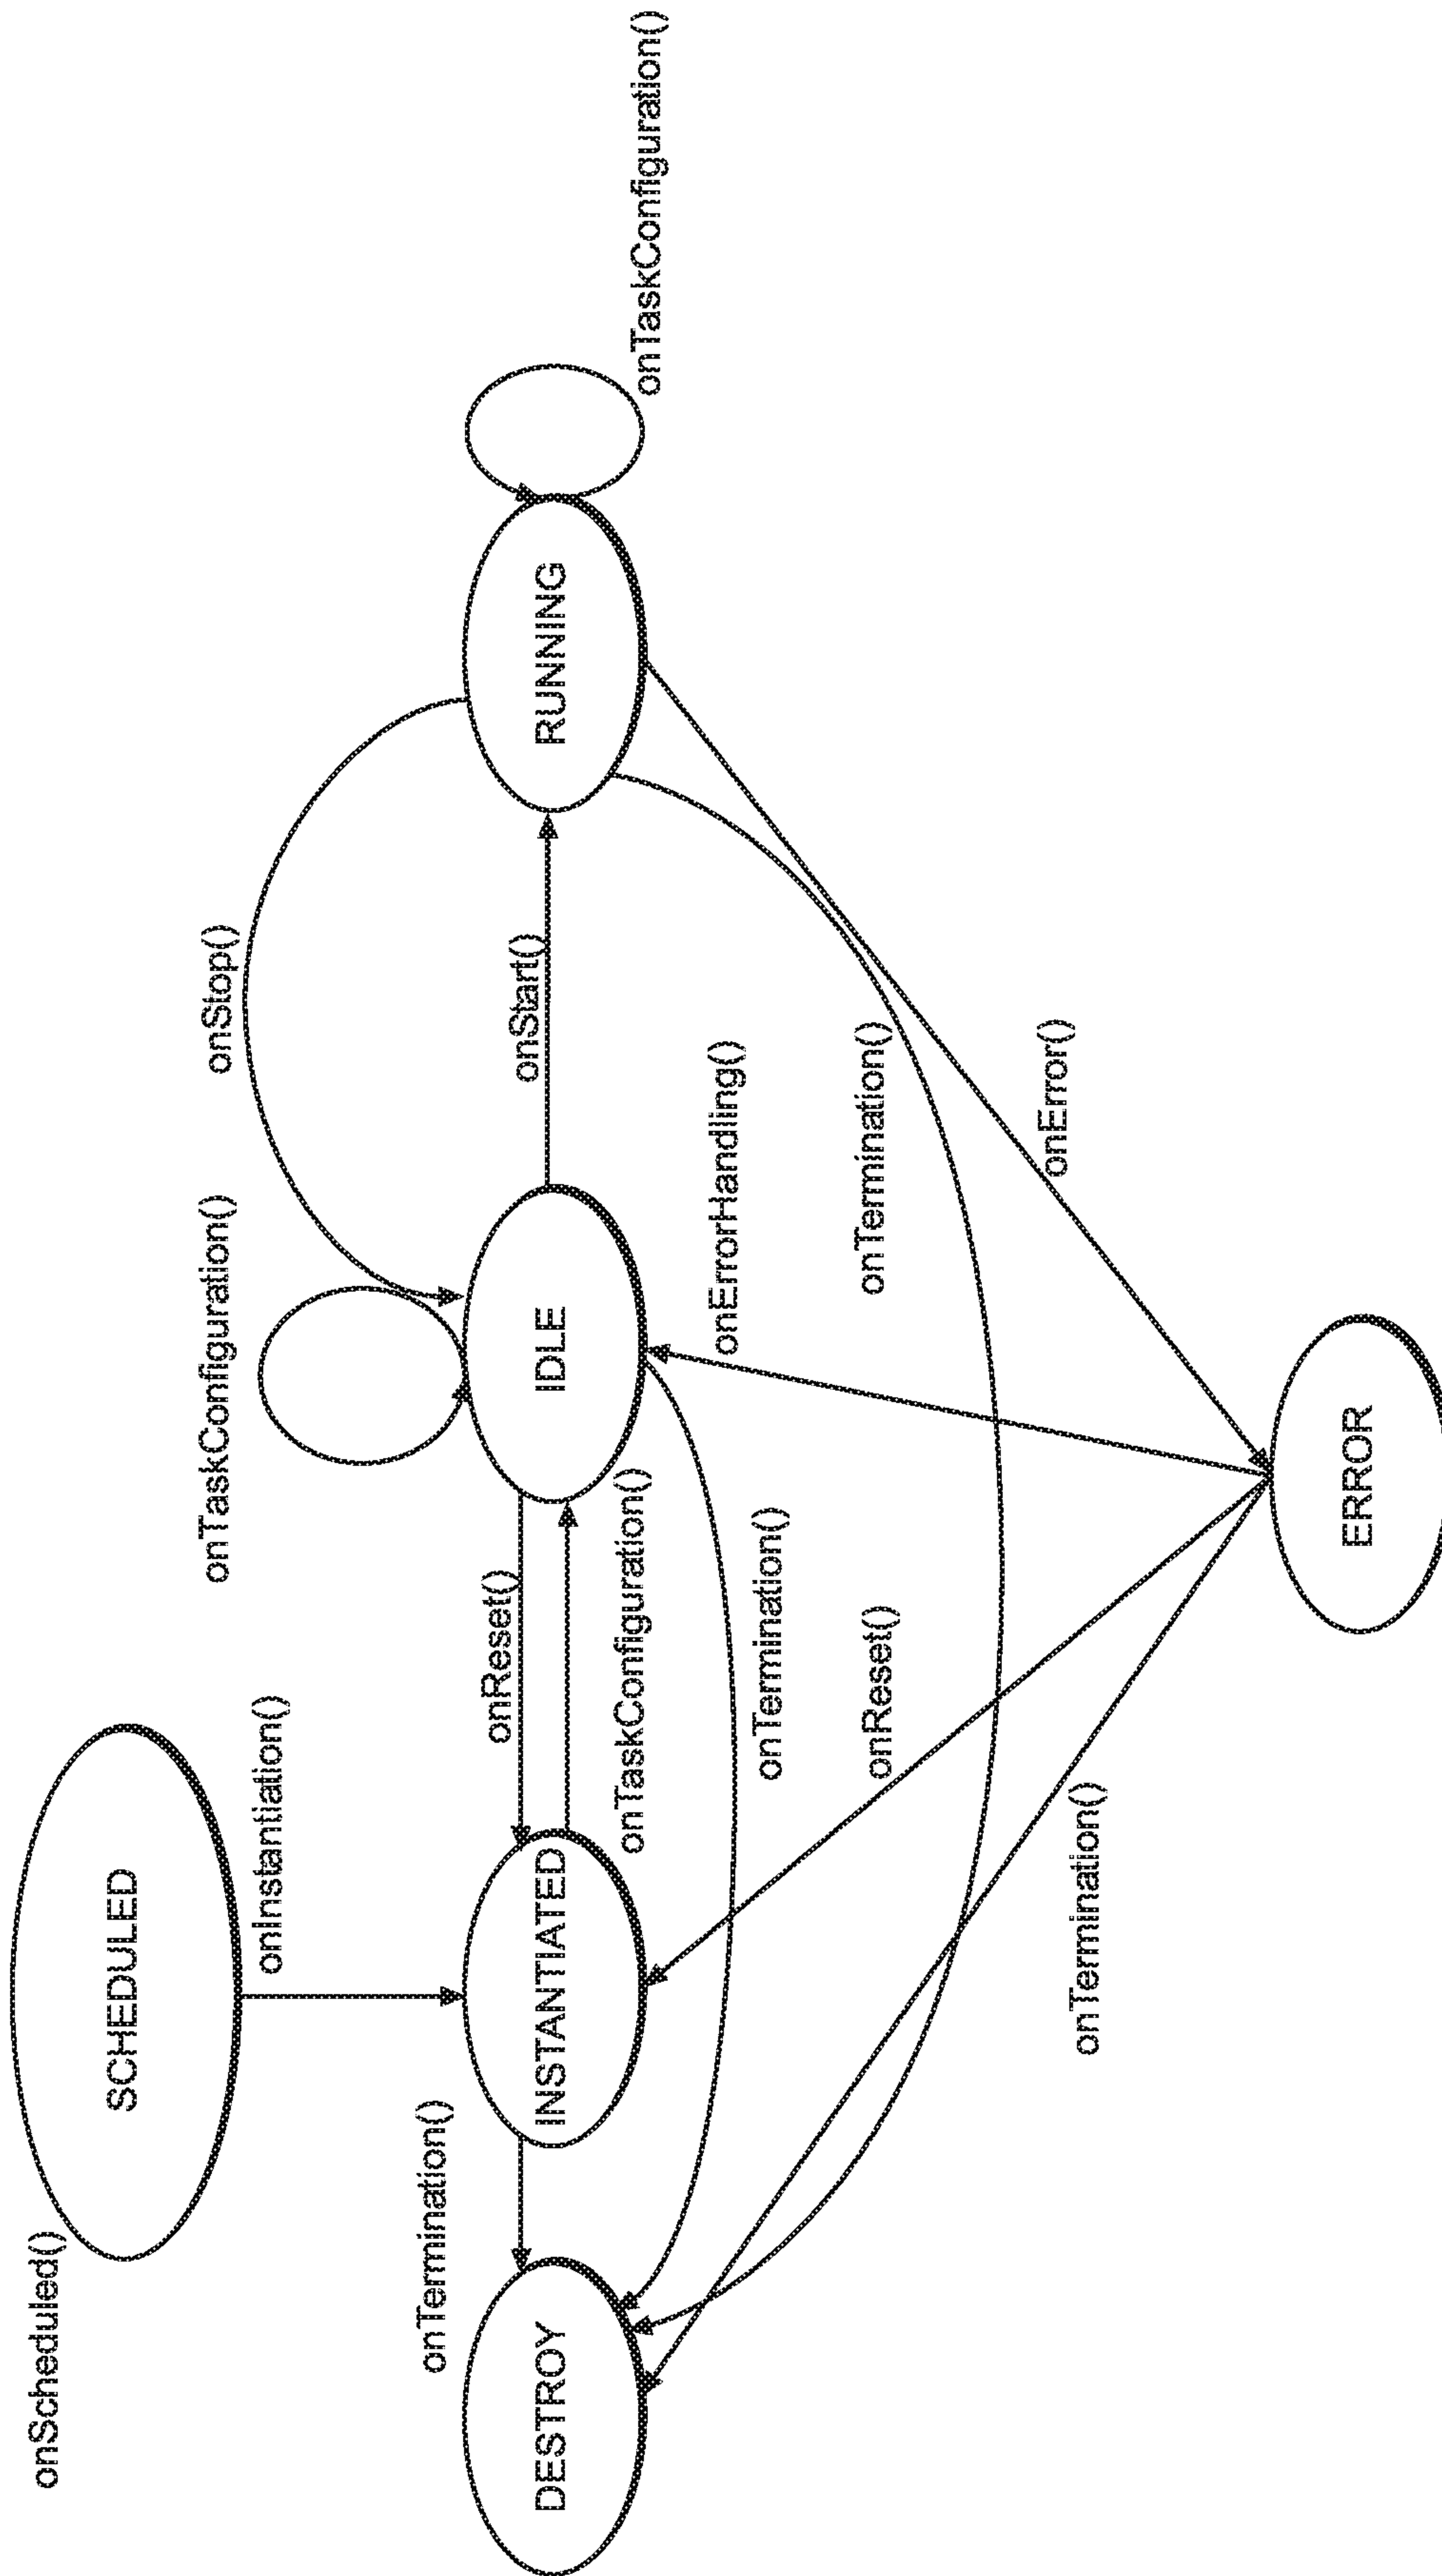 onScheduled()
SCHEDULED
onInstantiation()
onTaskConfiguration()
onStop()
onTermination()
onReset()
onStart()
DESTROY
INSTANTIATED
IDLE
RUNNING
onTaskConfiguration()
onTaskConfiguration()
onErrorHandling()
onTermination()
onReset()
onTermination()
onTermination()
onError()
ERROR